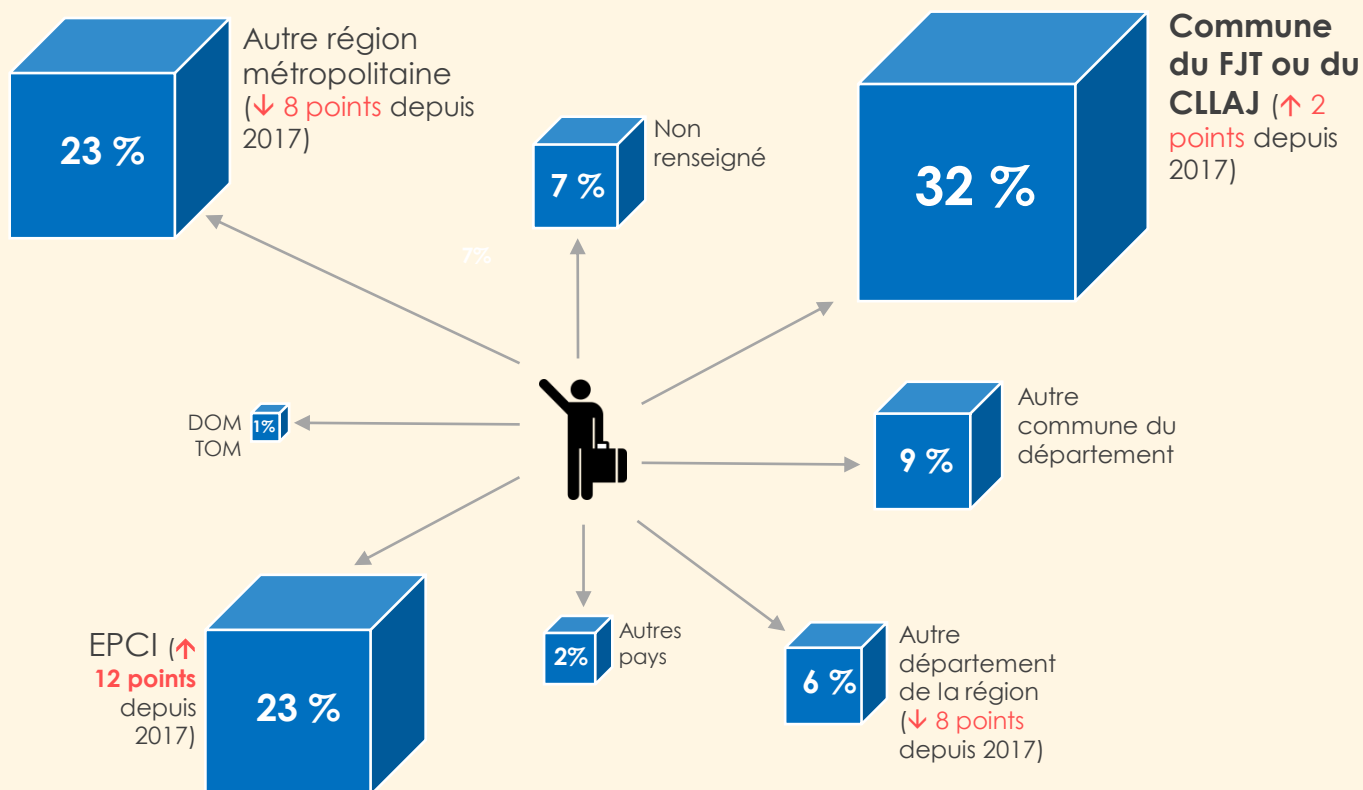 Autre région
métropolitaine
(↓ 8 points depuis
2017)
23 %
Non
renseigné
7 %
7%
Commune
du FJT ou du
CLLAJ (↑ 2
points depuis
2017)
32 %
DOM
TOM
1%
Autre
commune du
département
9 %
EPCI (↑
12 points
depuis
2017)
23 %
Autres
pays
2%
Autre
département
de la région
(↓ 8 points
depuis 2017)
6 %